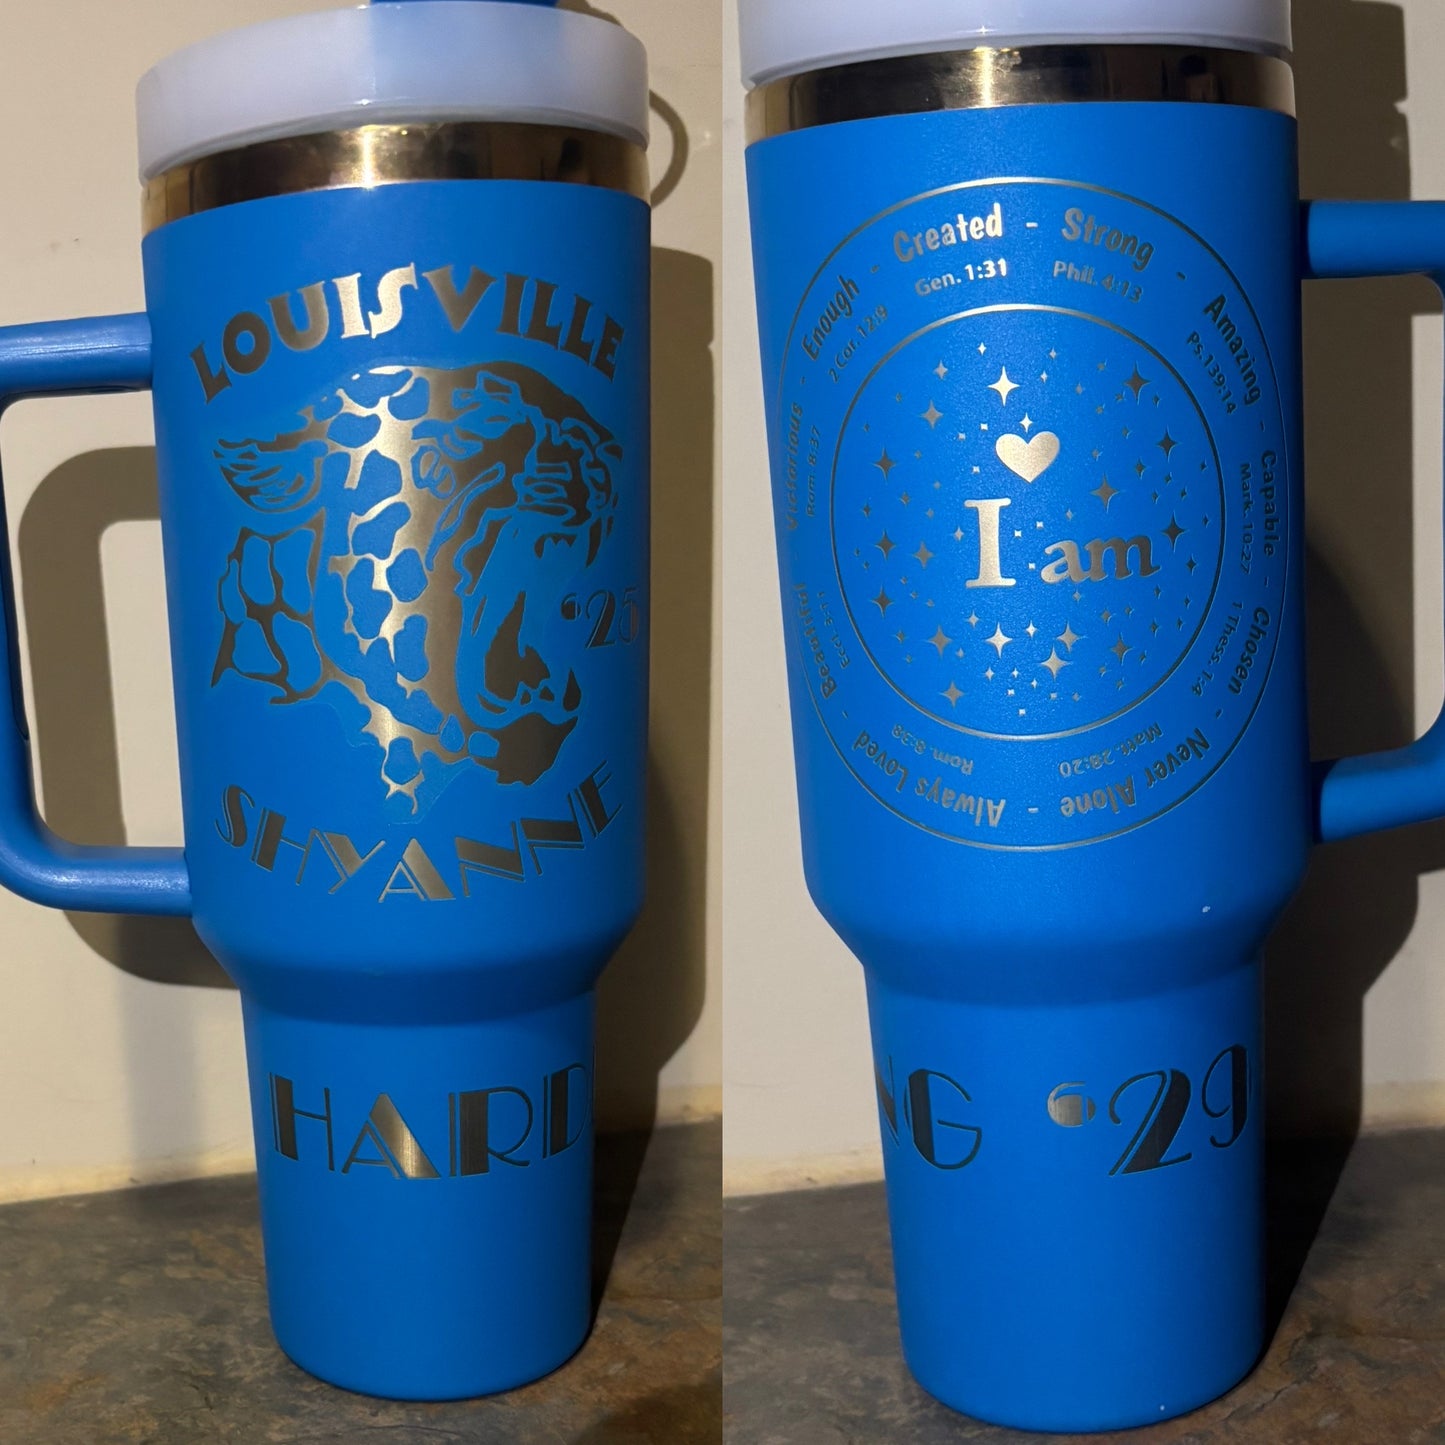 LOUISVILLE
'25
SHYANNE
HARD
Created - Strong - Amazing - Capable - Chosen - Never Alone - Always Loved - Beautiful - Victorious - Enough -
Gen. 1:31
Phil. 4:13
Ps.139:14
Mark. 10:27
1 Thess. 1:4
Matt. 28:20
Rom. 8:38
Eccl. 3:11
Rom 8:37
2 Cor. 12:9
I am
NG '29